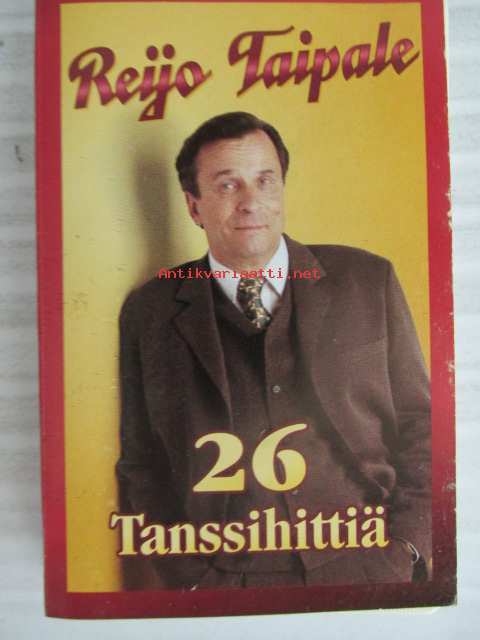 Reijo Taipale
Antikvariaatti.net
26
Tanssihittiä